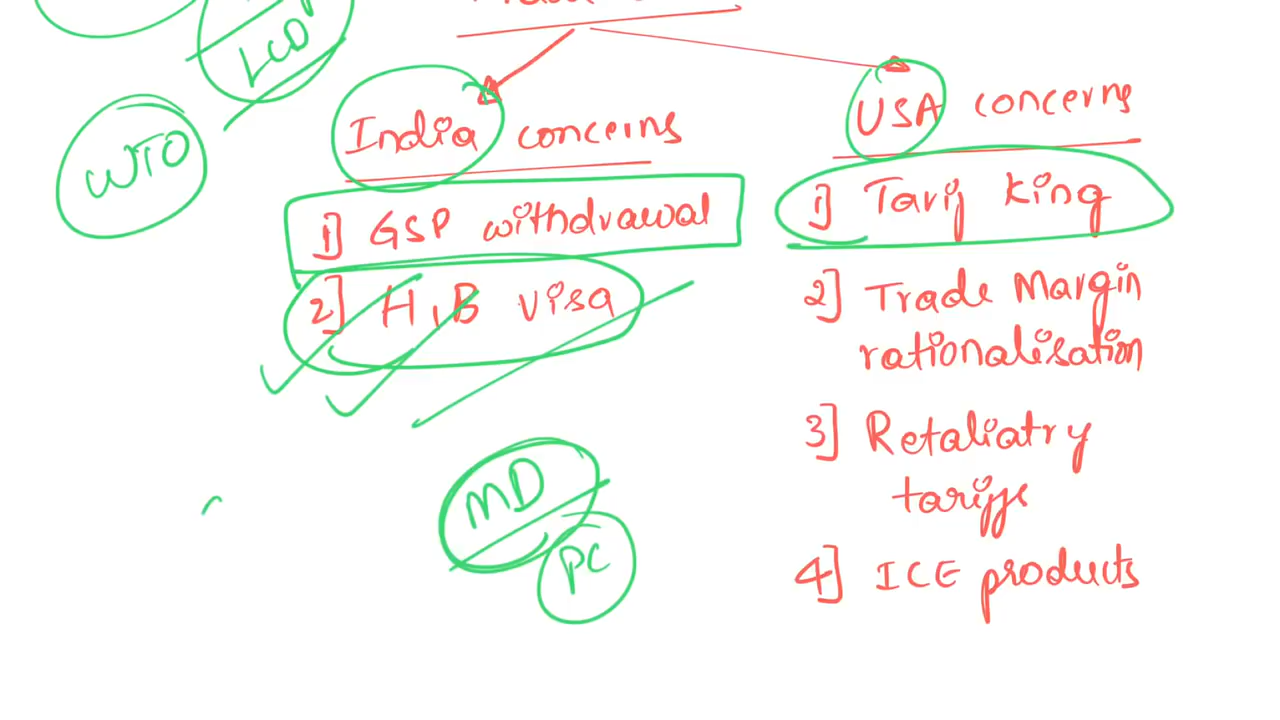 LCD
WTO
India concerns
1] GSP withdrawal
2] H1B visa
MD
PC
USA concerns
1] Tarif King
2] Trade Margin
rationalisation
3] Retaliatry
tariffs
4] ICE products